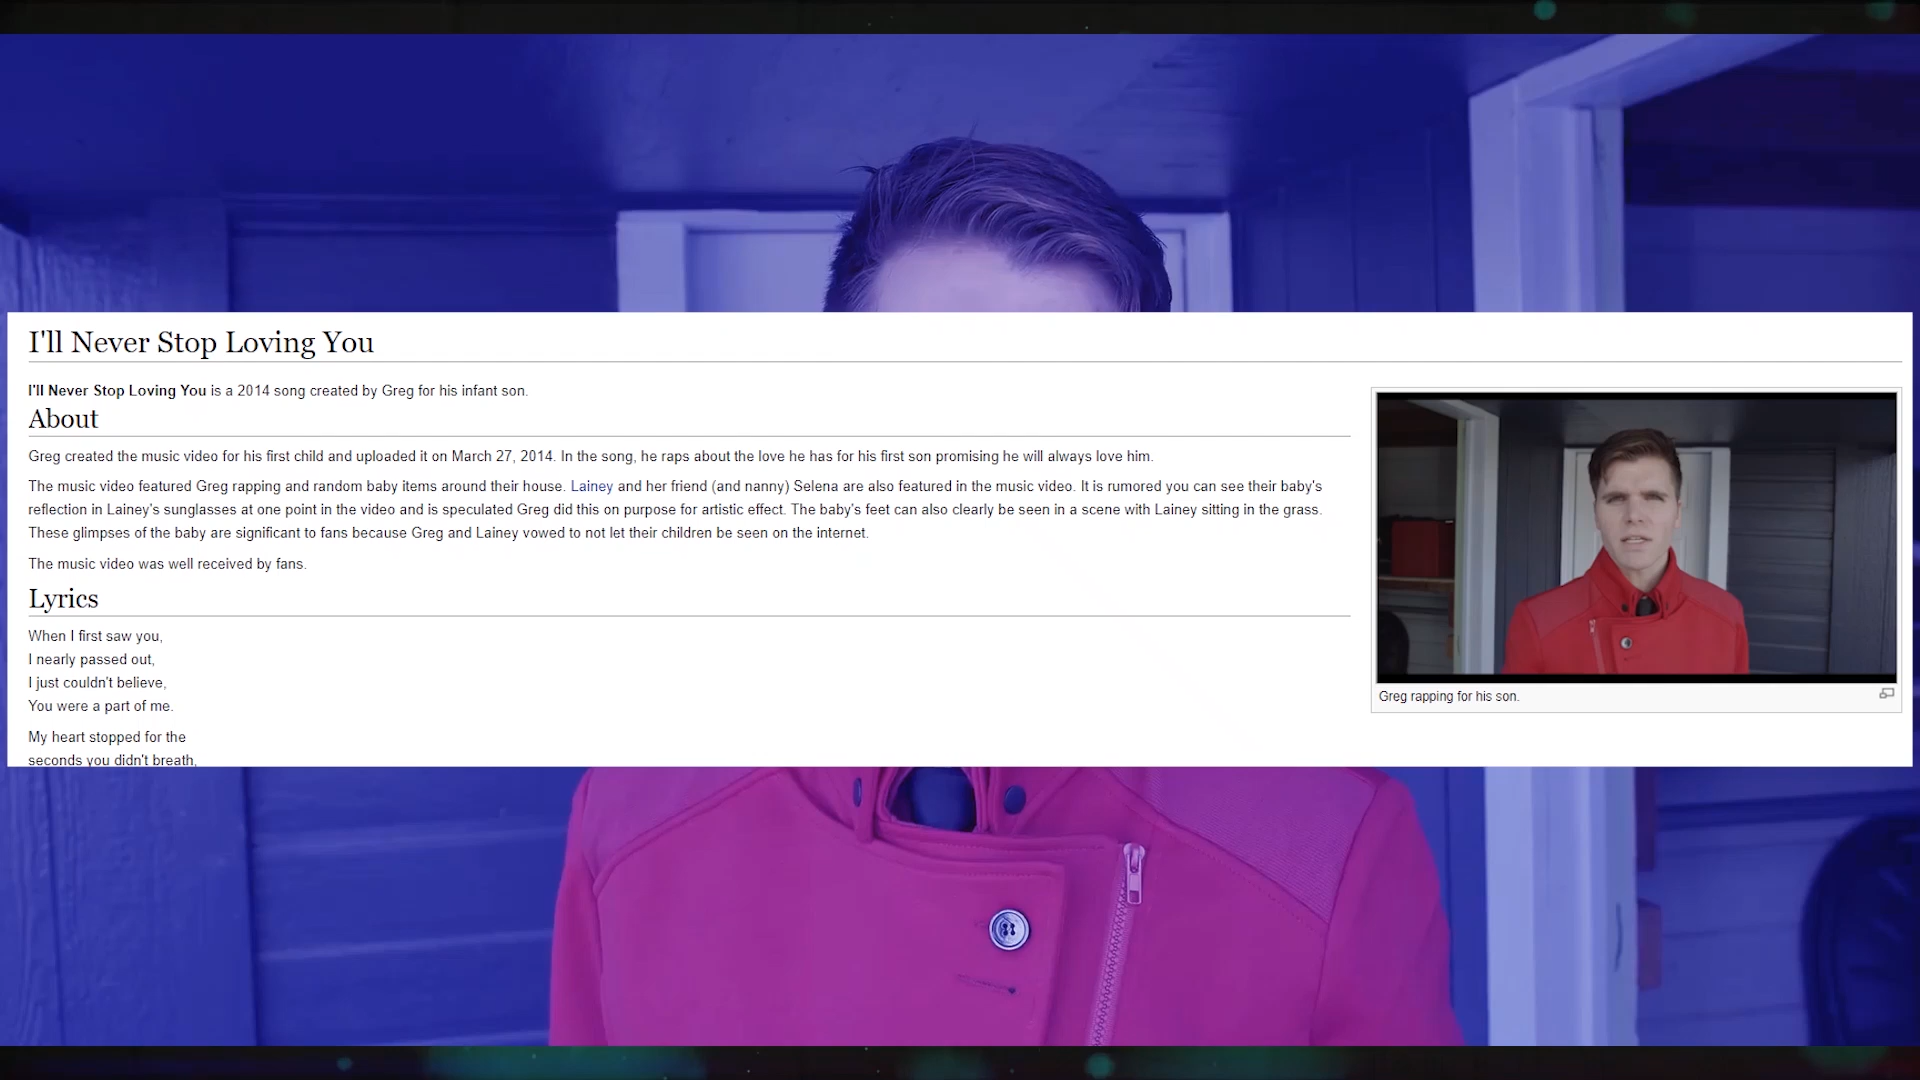 I'll Never Stop Loving You
I'll Never Stop Loving You is a 2014 song created by Greg for his infant son.
About
Greg created the music video for his first child and uploaded it on March 27, 2014. In the song, he raps about the love he has for his first son promising he will always love him.
The music video featured Greg rapping and random baby items around their house. Lainey and her friend (and nanny) Selena are also featured in the music video. It is rumored you can see their baby's
reflection in Lainey's sunglasses at one point in the video and is speculated Greg did this on purpose for artistic effect. The baby's feet can also clearly be seen in a scene with Lainey sitting in the grass.
These glimpses of the baby are significant to fans because Greg and Lainey vowed to not let their children be seen on the internet.
The music video was well received by fans.
Lyrics
When I first saw you,
I nearly passed out,
I just couldn't believe,
You were a part of me.
My heart stopped for the
seconds you didn't breath,
Greg rapping for his son.